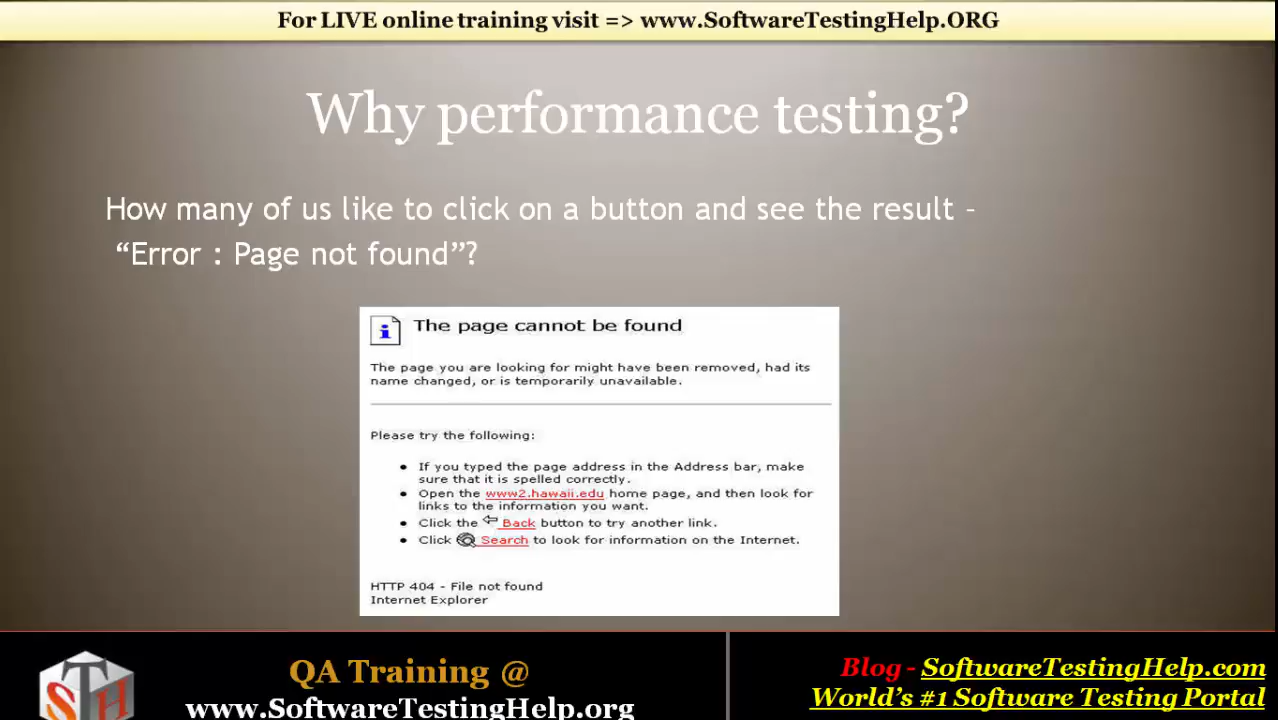 For LIVE online training visit => www.SoftwareTestingHelp.ORG
Why performance testing?
How many of us like to click on a button and see the result –
“Error : Page not found”?
The page cannot be found
The page you are looking for might have been removed, had its
name changed, or is temporarily unavailable.
Please try the following:
• If you typed the page address in the Address bar, make
sure that it is spelled correctly.
• Open the www2.hawaii.edu home page, and then look for
links to the information you want.
• Click the Back button to try another link.
• Click Search to look for information on the Internet.
HTTP 404 - File not found
Internet Explorer
STH
QA Training @
www.SoftwareTestingHelp.org
Blog - SoftwareTestingHelp.com
World's #1 Software Testing Portal